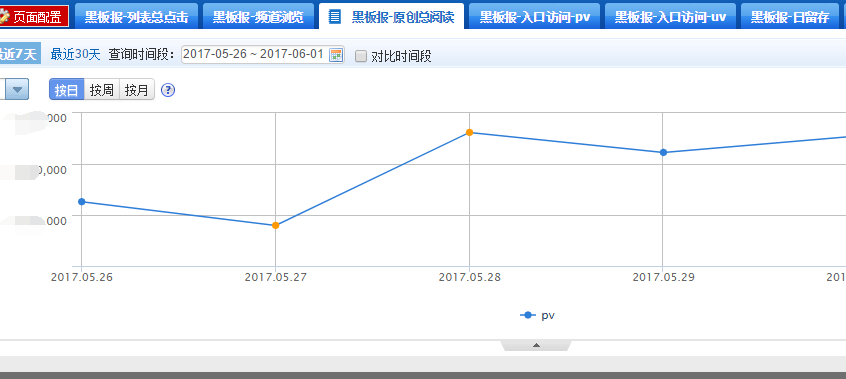 页面配置 黑板报-列表总点击 黑板报-频道浏览 黑板报-原创总阅读 黑板报-入口访问-pv 黑板报-入口访问-uv 黑板报-日留存
最近7天 最近30天 查询时间段: 2017-05-26 ~ 2017-06-01 对比时间段
按日 按周 按月 ?
000
0,000
000
2017.05.26 2017.05.27 2017.05.28 2017.05.29 201
pv